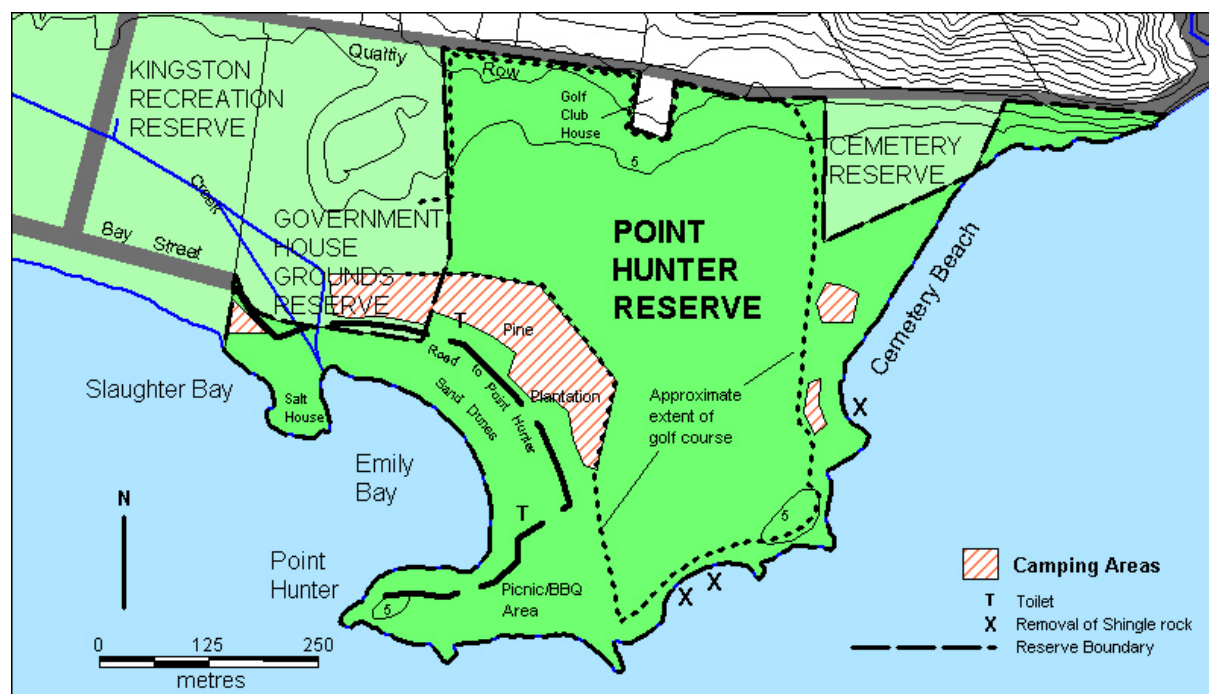 KINGSTON
RECREATION
RESERVE
Quality
Row
Golf
Club
House
5
CEMETERY
RESERVE
Creek
Bay Street
GOVERNMENT
HOUSE
GROUNDS
RESERVE
POINT
HUNTER
RESERVE
Cemetery Beach
T
Pine
Plantation
Road to Point Hunter
Sand Dunes
Approximate
extent of
golf course
X
Slaughter Bay
Salt
House
Emily
Bay
T
5
N
Point
Hunter
5
Picnic/BBQ
Area
X
X
0 125 250
metres
Camping Areas
T Toilet
X Removal of Shingle rock
Reserve Boundary